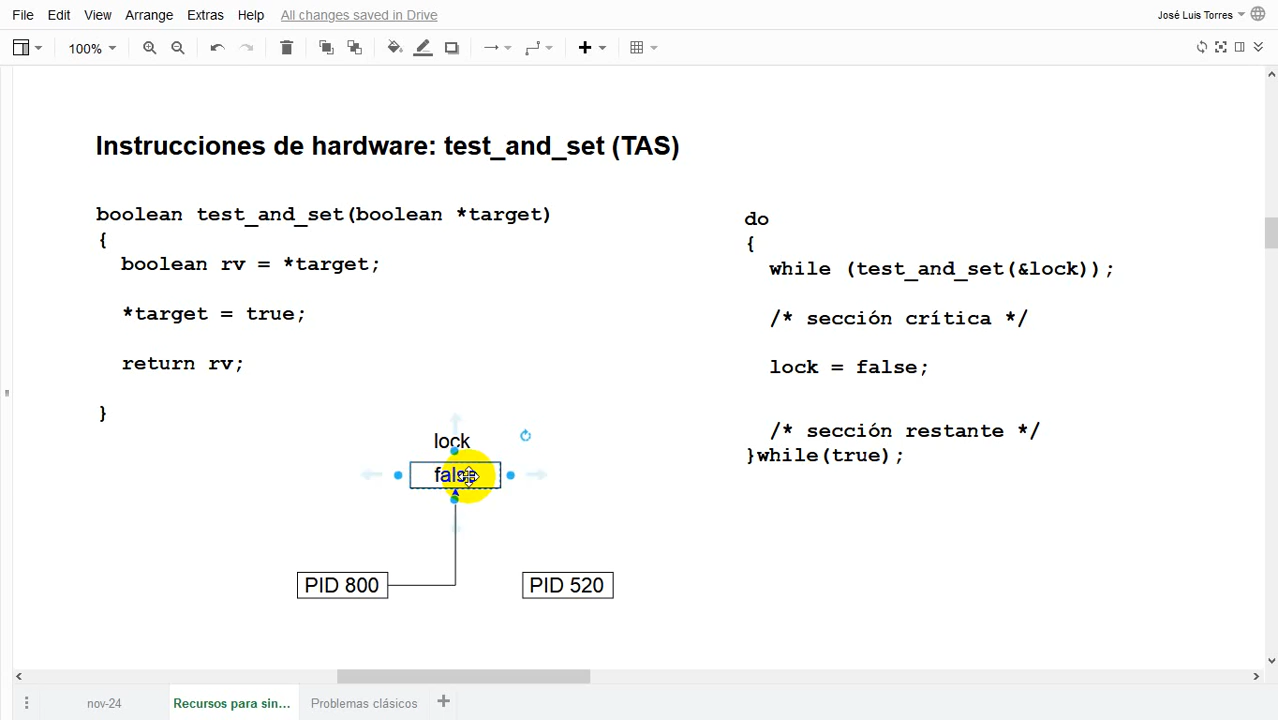 File Edit View Arrange Extras Help All changes saved in Drive José Luis Torres
100%
Instrucciones de hardware: test_and_set (TAS)
boolean test_and_set(boolean *target)
{
boolean rv = *target;
*target = true;
return rv;
}
do
{
while (test_and_set(&lock));
/* sección crítica */
lock = false;
/* sección restante */
}while(true);
lock
false
PID 800
PID 520
nov-24 Recursos para sin... Problemas clásicos